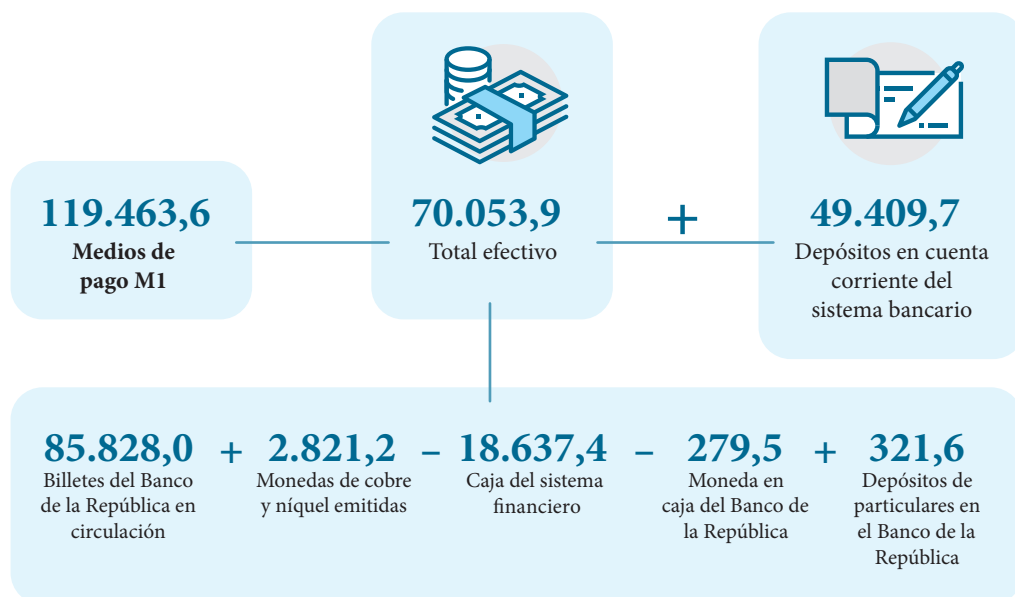 119.463,6
Medios de
pago M1
70.053,9
Total efectivo
+
49.409,7
Depósitos en cuenta
corriente del
sistema bancario
85.828,0
Billetes del Banco
de la República en
circulación
+
2.821,2
Monedas de cobre
y níquel emitidas
–
18.637,4
Caja del sistema
financiero
–
279,5
Moneda en
caja del Banco de
la República
+
321,6
Depósitos de
particulares en
el Banco de la
República